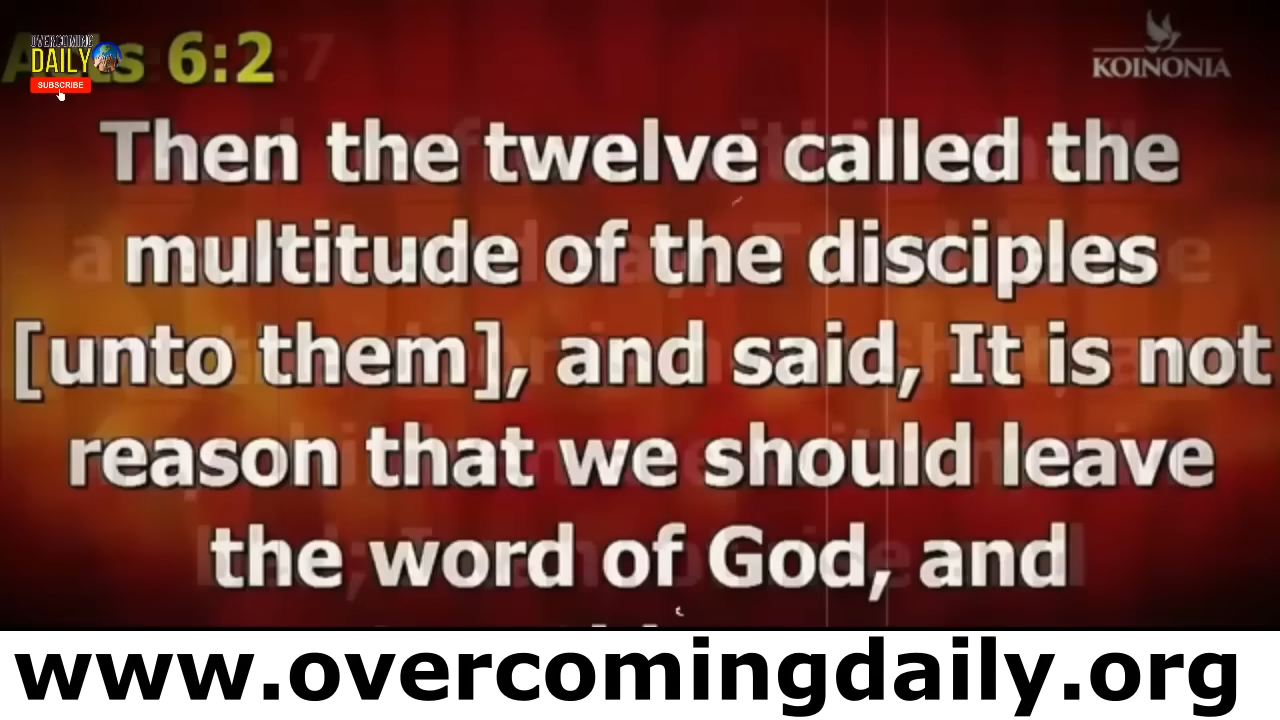 OVERCOMING
DAILY
SUBSCRIBE
Acts 6:2
KOINONIA
Then the twelve called the
multitude of the disciples
[unto them], and said, It is not
reason that we should leave
the word of God, and
www.overcomingdaily.org